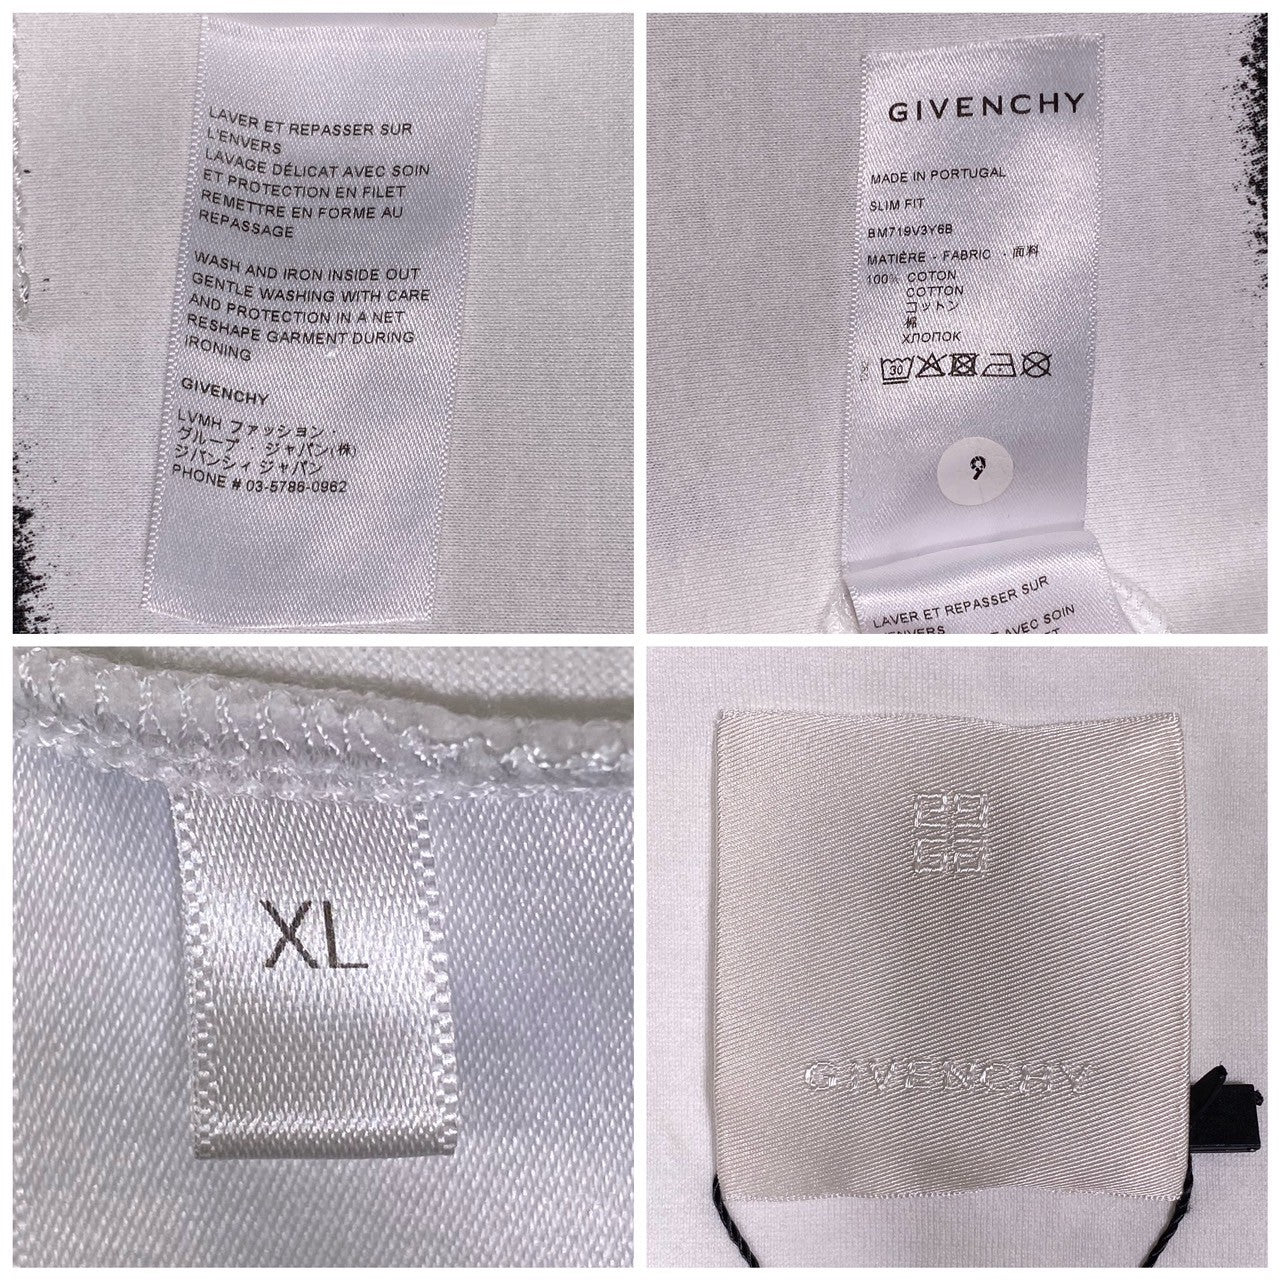 LAVER ET REPASSER SUR
L'ENVERS
LAVAGE DÉLICAT AVEC SOIN
ET PROTECTION EN FILET
REMETTRE EN FORME AU
REPASSAGE
WASH AND IRON INSIDE OUT
GENTLE WASHING WITH CARE
AND PROTECTION IN A NET
RESHAPE GARMENT DURING
IRONING
GIVENCHY
LVMH ファッション・
グループ・ジャパン(株)
ジバンシィ ジャパン
PHONE # 03-5786-0962
GIVENCHY
MADE IN PORTUGAL
SLIM FIT
BM719V3Y6B
MATIÈRE - FABRIC - 面料
100% COTON
COTTON
コットン
棉
ХЛОПОК
30
9
LAVER ET REPASSER SUR
L'ENVERS
AVEC SOIN
XL
GIVENCHY